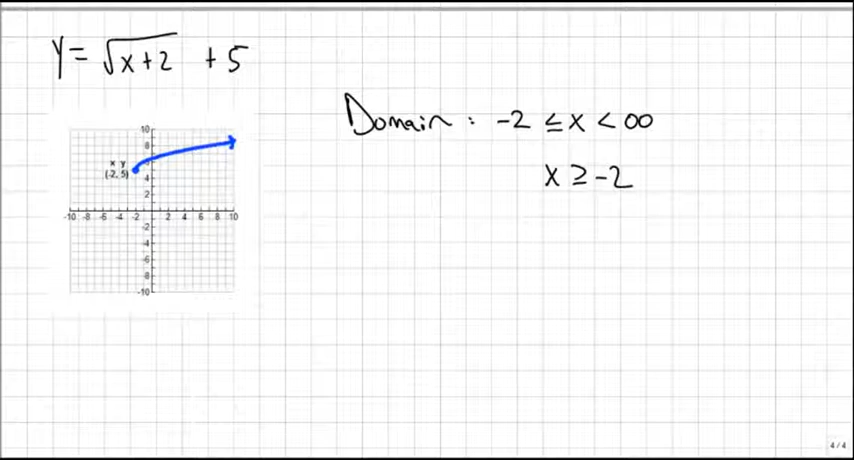 y = √x+2 + 5
Domain: -2 ≤ x < ∞
x ≥ -2
x y
(-2, 5)
10
8
6
4
2
-10 -8 -6 -4 -2 2 4 6 8 10
-2
-4
-6
8
-10
4 / 4